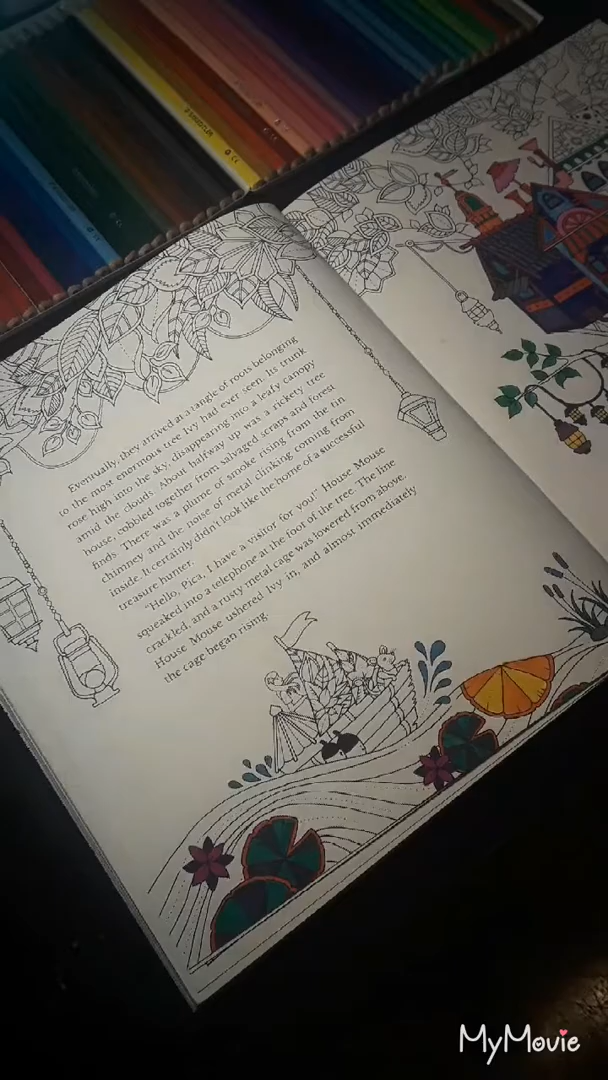 STAEDTLER
Eventually, they arrived at a tangle of roots belonging
to the most enormous tree Ivy had ever seen. Its trunk
rose high into the sky, disappearing into a leafy canopy
amid the clouds. About halfway up was a rickety tree
house, cobbled together from salvaged scraps and forest
finds. There was a plume of smoke rising from the tin
chimney and the noise of metal clinking coming from
inside. It certainly didn't look like the home of a successful
treasure hunter.
"Hello, Pica, I have a visitor for you!" House Mouse
squeaked into a telephone at the foot of the tree. The line
crackled, and a rusty metal cage was lowered from above.
House Mouse ushered Ivy in, and almost immediately
the cage began rising.
MyMovie